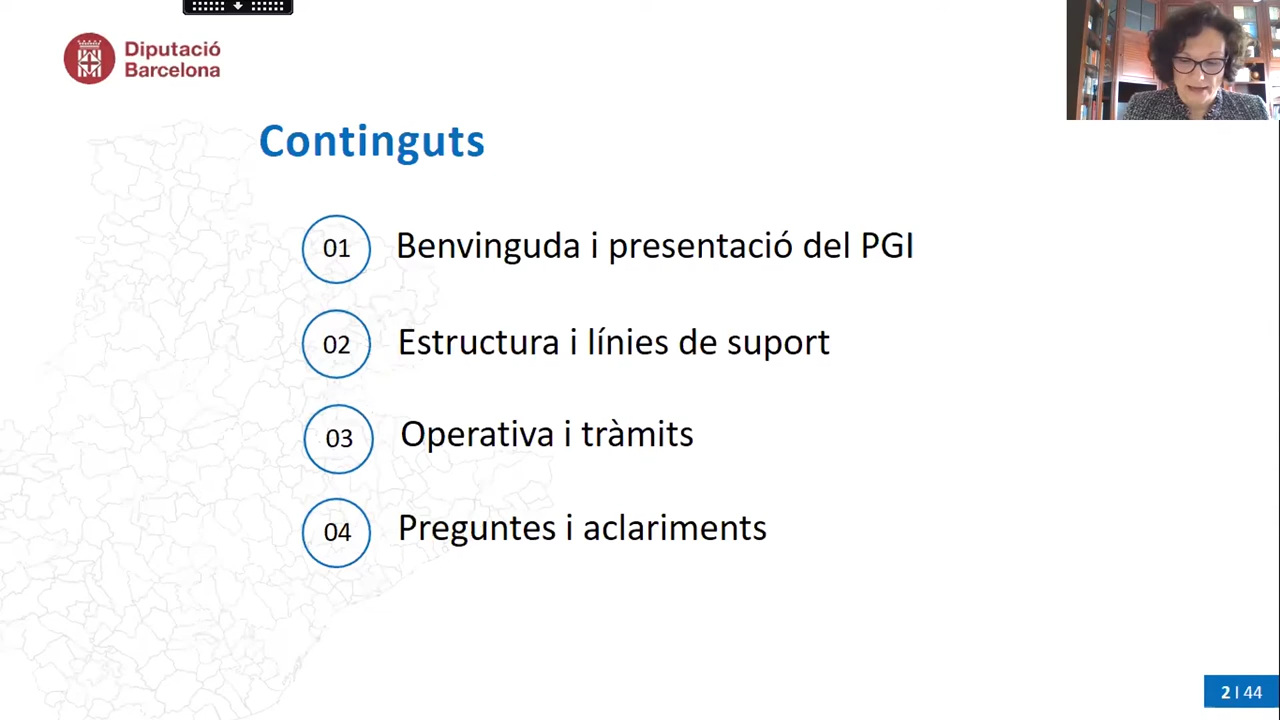 Diputació
Barcelona
Continguts
01 Benvinguda i presentació del PGI
02 Estructura i línies de suport
03 Operativa i tràmits
04 Preguntes i aclariments
2 I 44